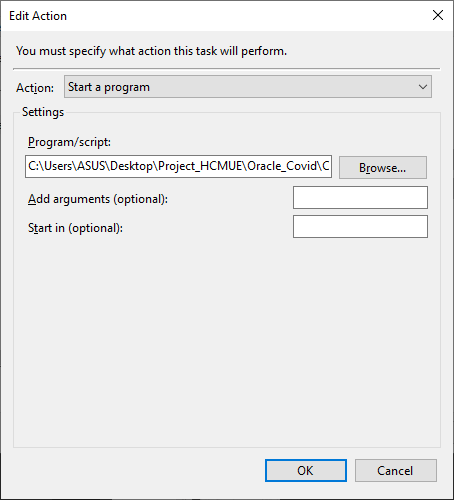 Edit Action
You must specify what action this task will perform.
Action: Start a program
Settings
Program/script:
C:\Users\ASUS\Desktop\Project_HCMUE\Oracle_Covid\C
Browse...
Add arguments (optional):
Start in (optional):
OK Cancel